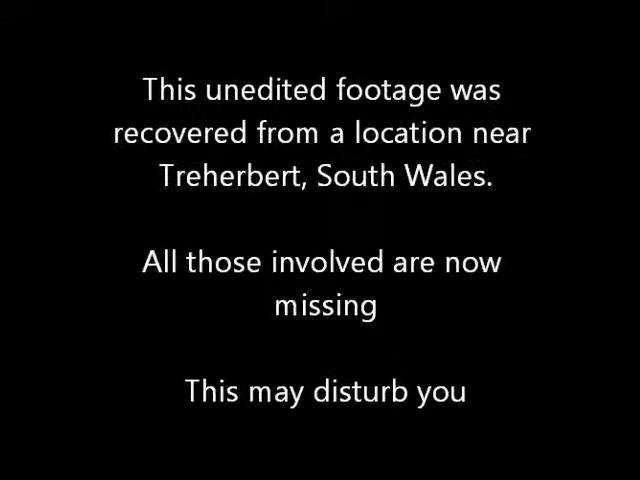 This unedited footage was
recovered from a location near
Treherbert, South Wales.
All those involved are now
missing
This may disturb you